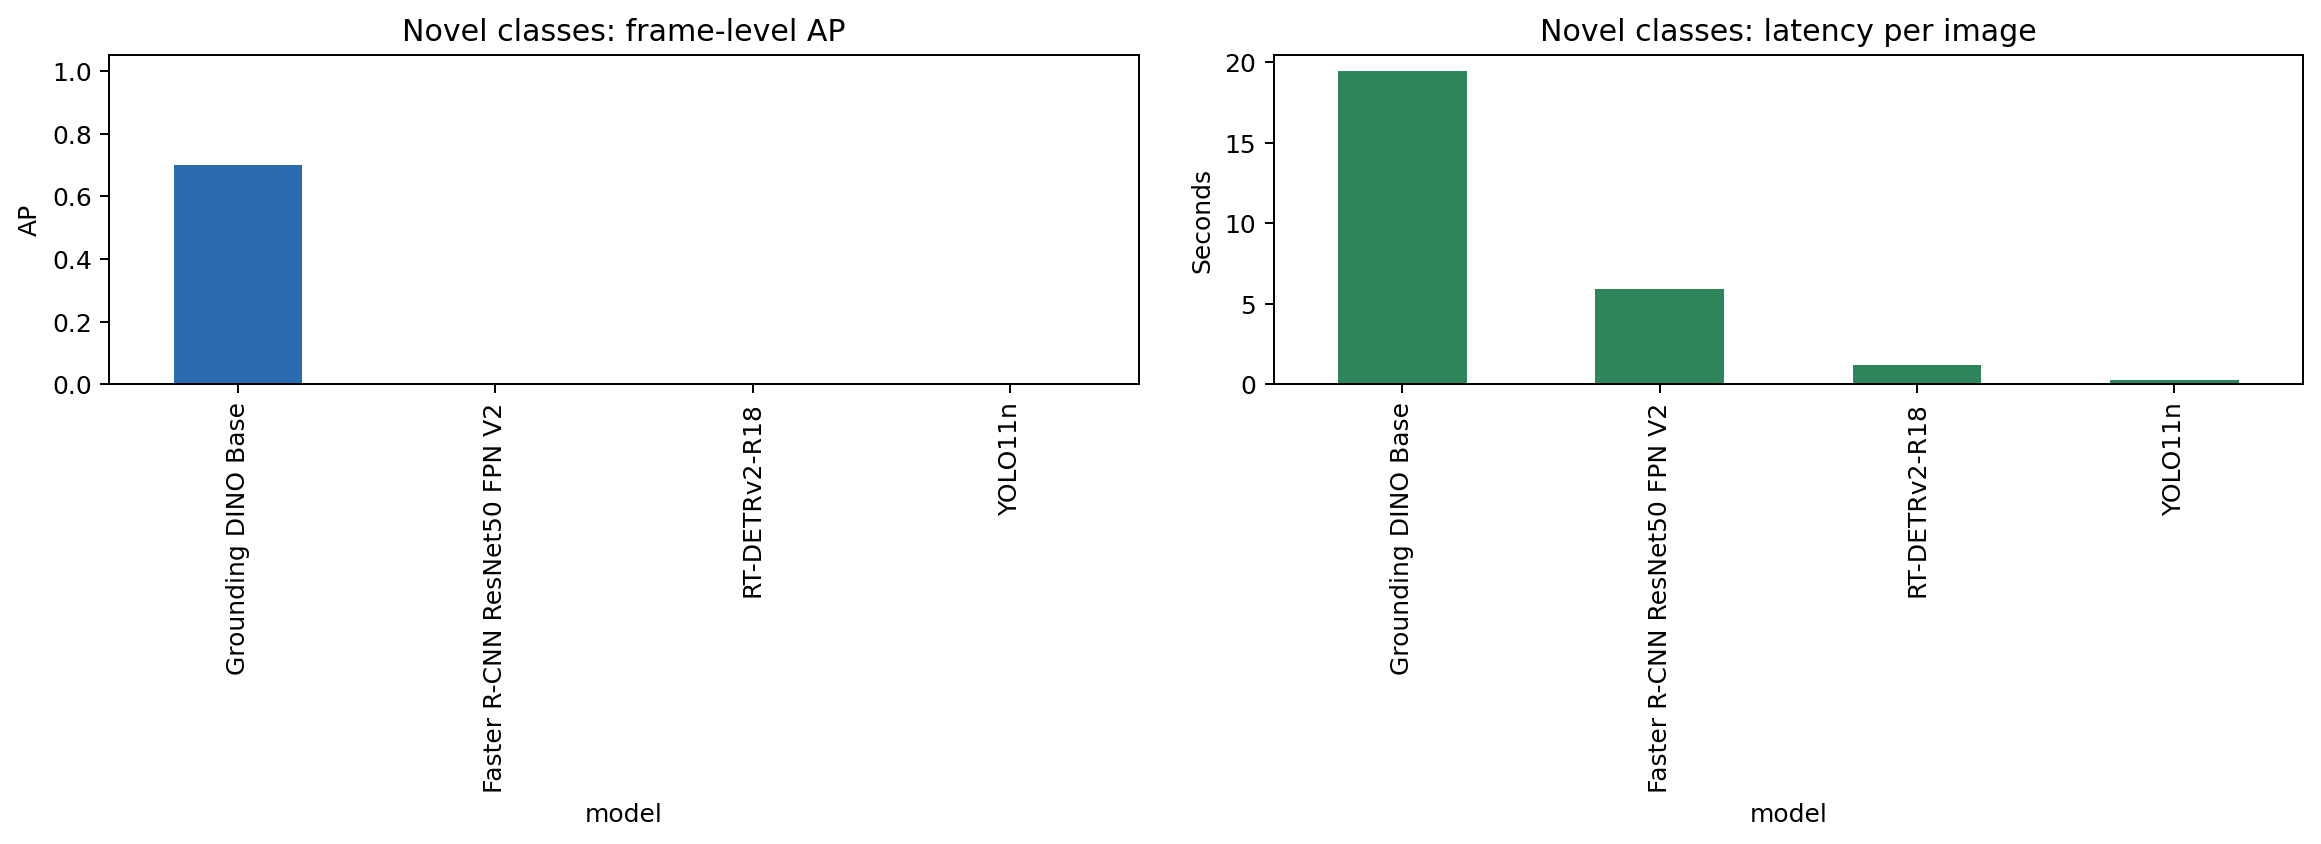 Novel classes: frame-level AP
1.0
0.8
0.6
0.4
0.2
0.0
AP
Grounding DINO Base
Faster R-CNN ResNet50 FPN V2
RT-DETRv2-R18
YOLO11n
model
Novel classes: latency per image
20
15
10
5
0
Seconds
Grounding DINO Base
Faster R-CNN ResNet50 FPN V2
RT-DETRv2-R18
YOLO11n
model